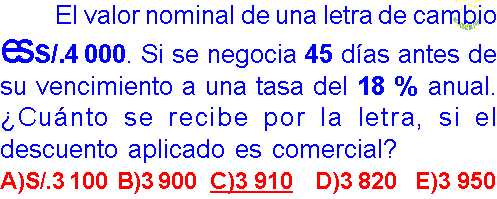 El valor nominal de una letra de cambio
es S/.4 000. Si se negocia 45 días antes de
su vencimiento a una tasa del 18 % anual.
¿Cuánto se recibe por la letra, si el
descuento aplicado es comercial?
A)S/.3 100 B)3 900 C)3 910 D)3 820 E)3 950